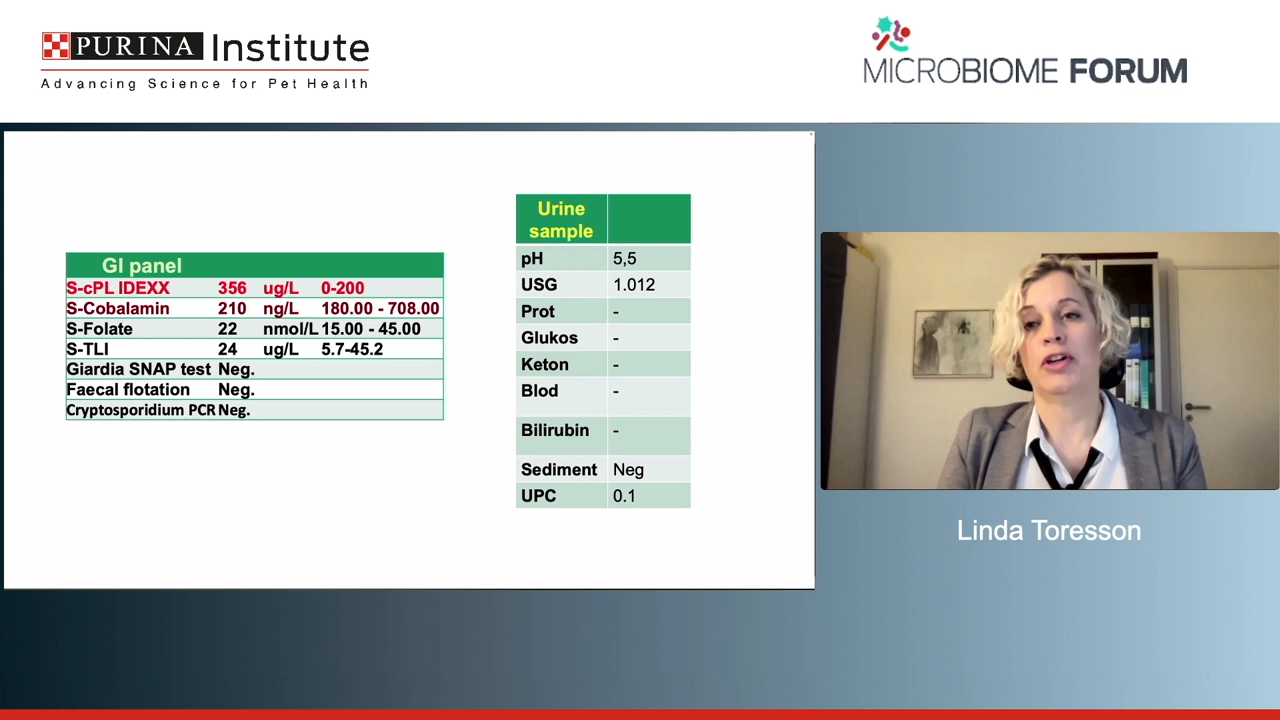 PURINA Institute
Advancing Science for Pet Health
MICROBIOME FORUM
GI panel
S-cPL IDEXX 356 ug/L 0-200
S-Cobalamin 210 ng/L 180.00 - 708.00
S-Folate 22 nmol/L 15.00 - 45.00
S-TLI 24 ug/L 5.7-45.2
Giardia SNAP test Neg.
Faecal flotation Neg.
Cryptosporidium PCR Neg.
Urine
sample
pH 5,5
USG 1.012
Prot -
Glukos -
Keton -
Blod -
Bilirubin -
Sediment Neg
UPC 0.1
Linda Toresson